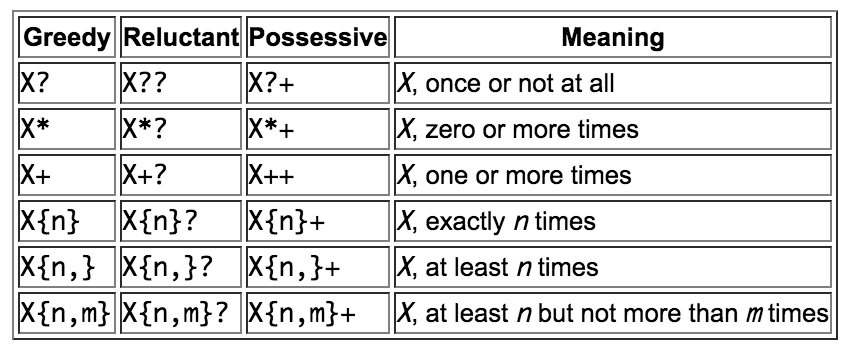 Greedy Reluctant Possessive Meaning
X? X?? X?+ X, once or not at all
X* X*? X*+ X, zero or more times
X+ X+? X++ X, one or more times
X{n} X{n}? X{n}+ X, exactly n times
X{n,} X{n,}? X{n,}+ X, at least n times
X{n,m} X{n,m}? X{n,m}+ X, at least n but not more than m times